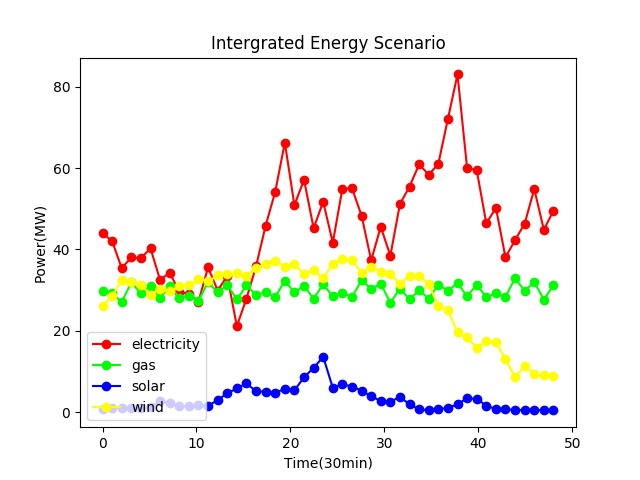 Intergrated Energy Scenario
Power(MW)
80
60
40
20
0
electricity
gas
solar
wind
0 10 20 30 40 50
Time(30min)